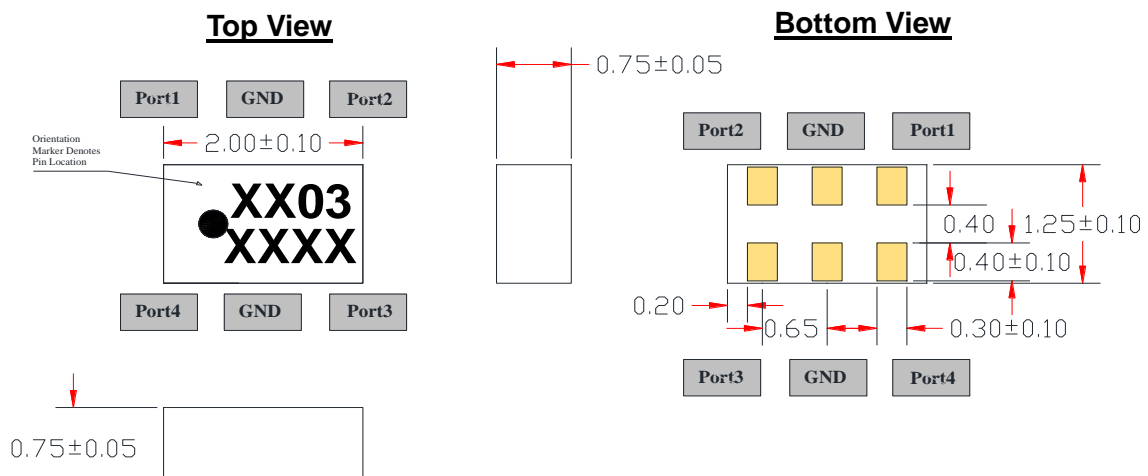 Top View
Bottom View
0.75±0.05
Port1
GND
Port2
2.00±0.10
Orientation
Marker Denotes
Pin Location
XX03
XXXX
Port4
GND
Port3
0.75±0.05
Port2
GND
Port1
0.40
1.25±0.10
0.40±0.10
0.20
0.65
0.30±0.10
Port3
GND
Port4